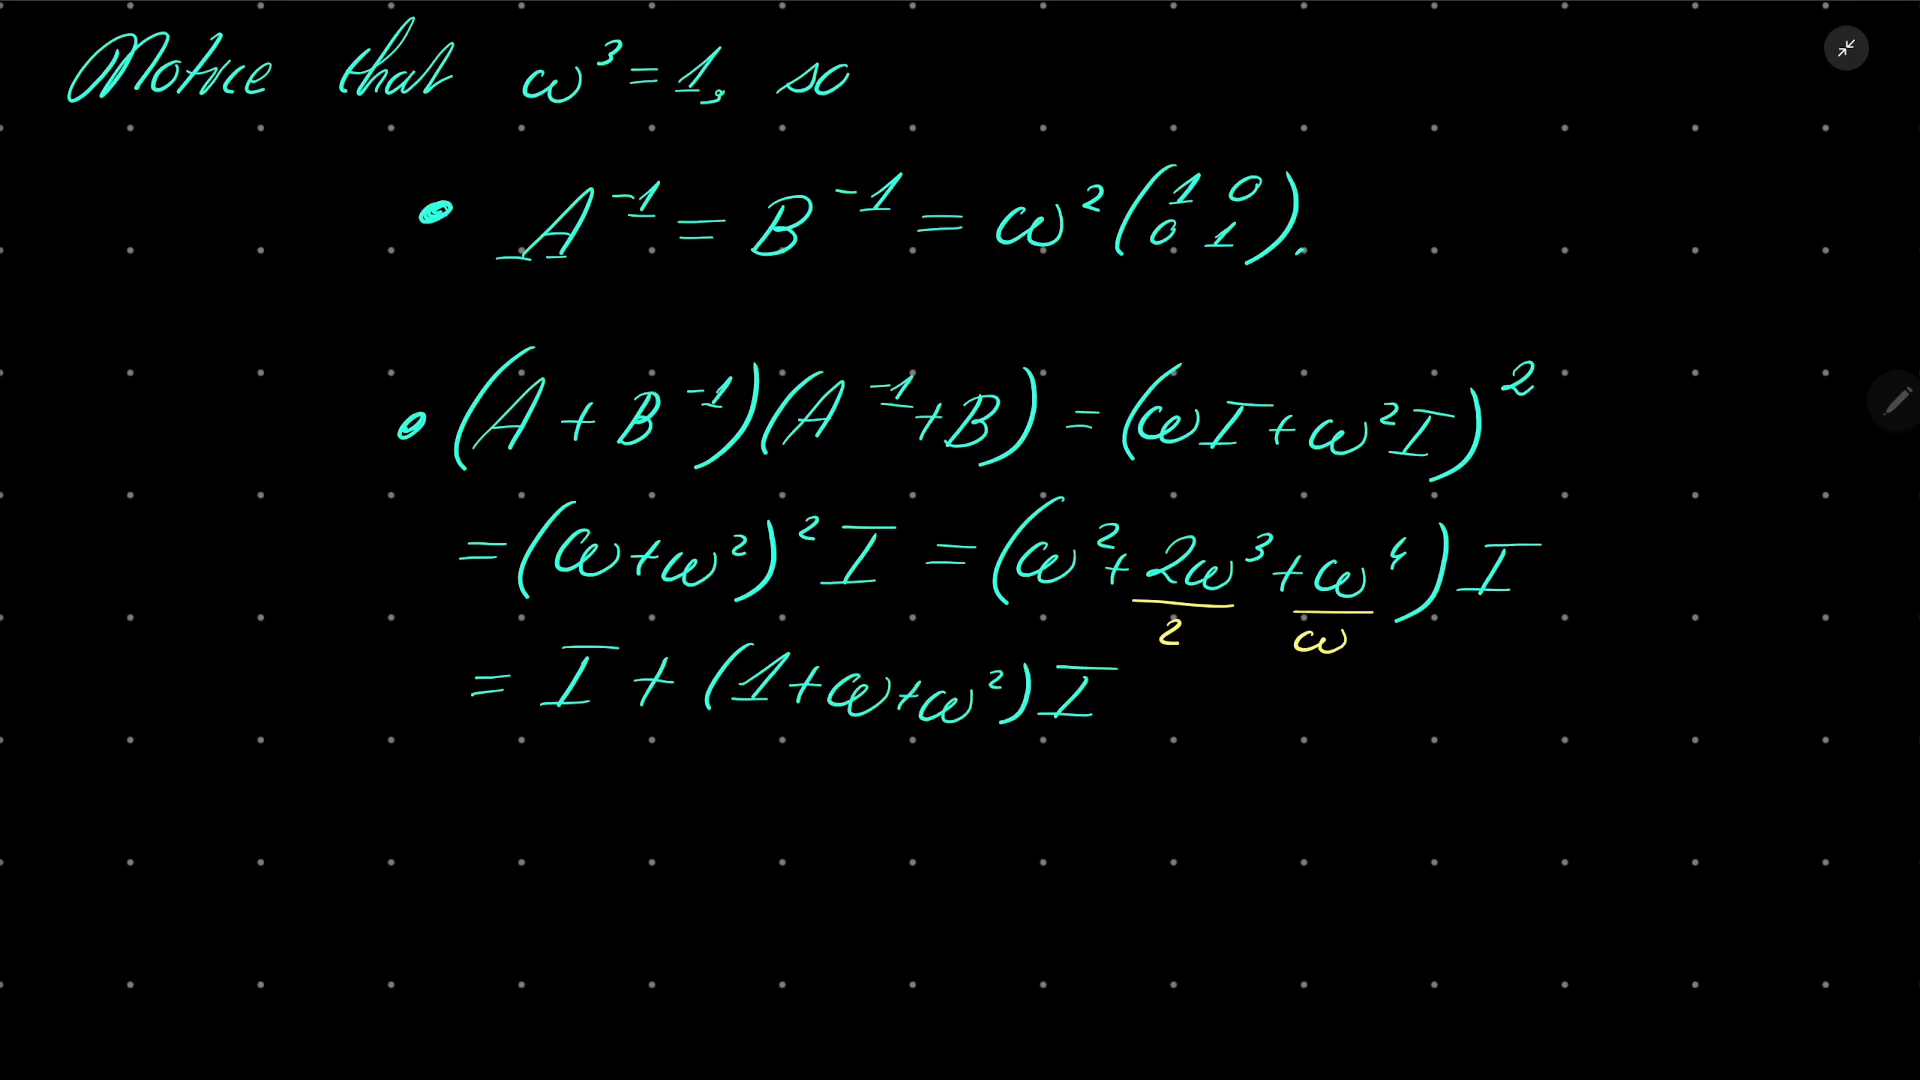 Notice that ω³ = 1, so
• A⁻¹ = B⁻¹ = ω² (1 0
0 1).
• (A + B⁻¹)(A⁻¹ + B) = (ωI + ω²I)²
= (ω + ω²)² I = (ω² + 2ω³ + ω⁴) I
2 ω
= I + (1 + ω + ω²) I